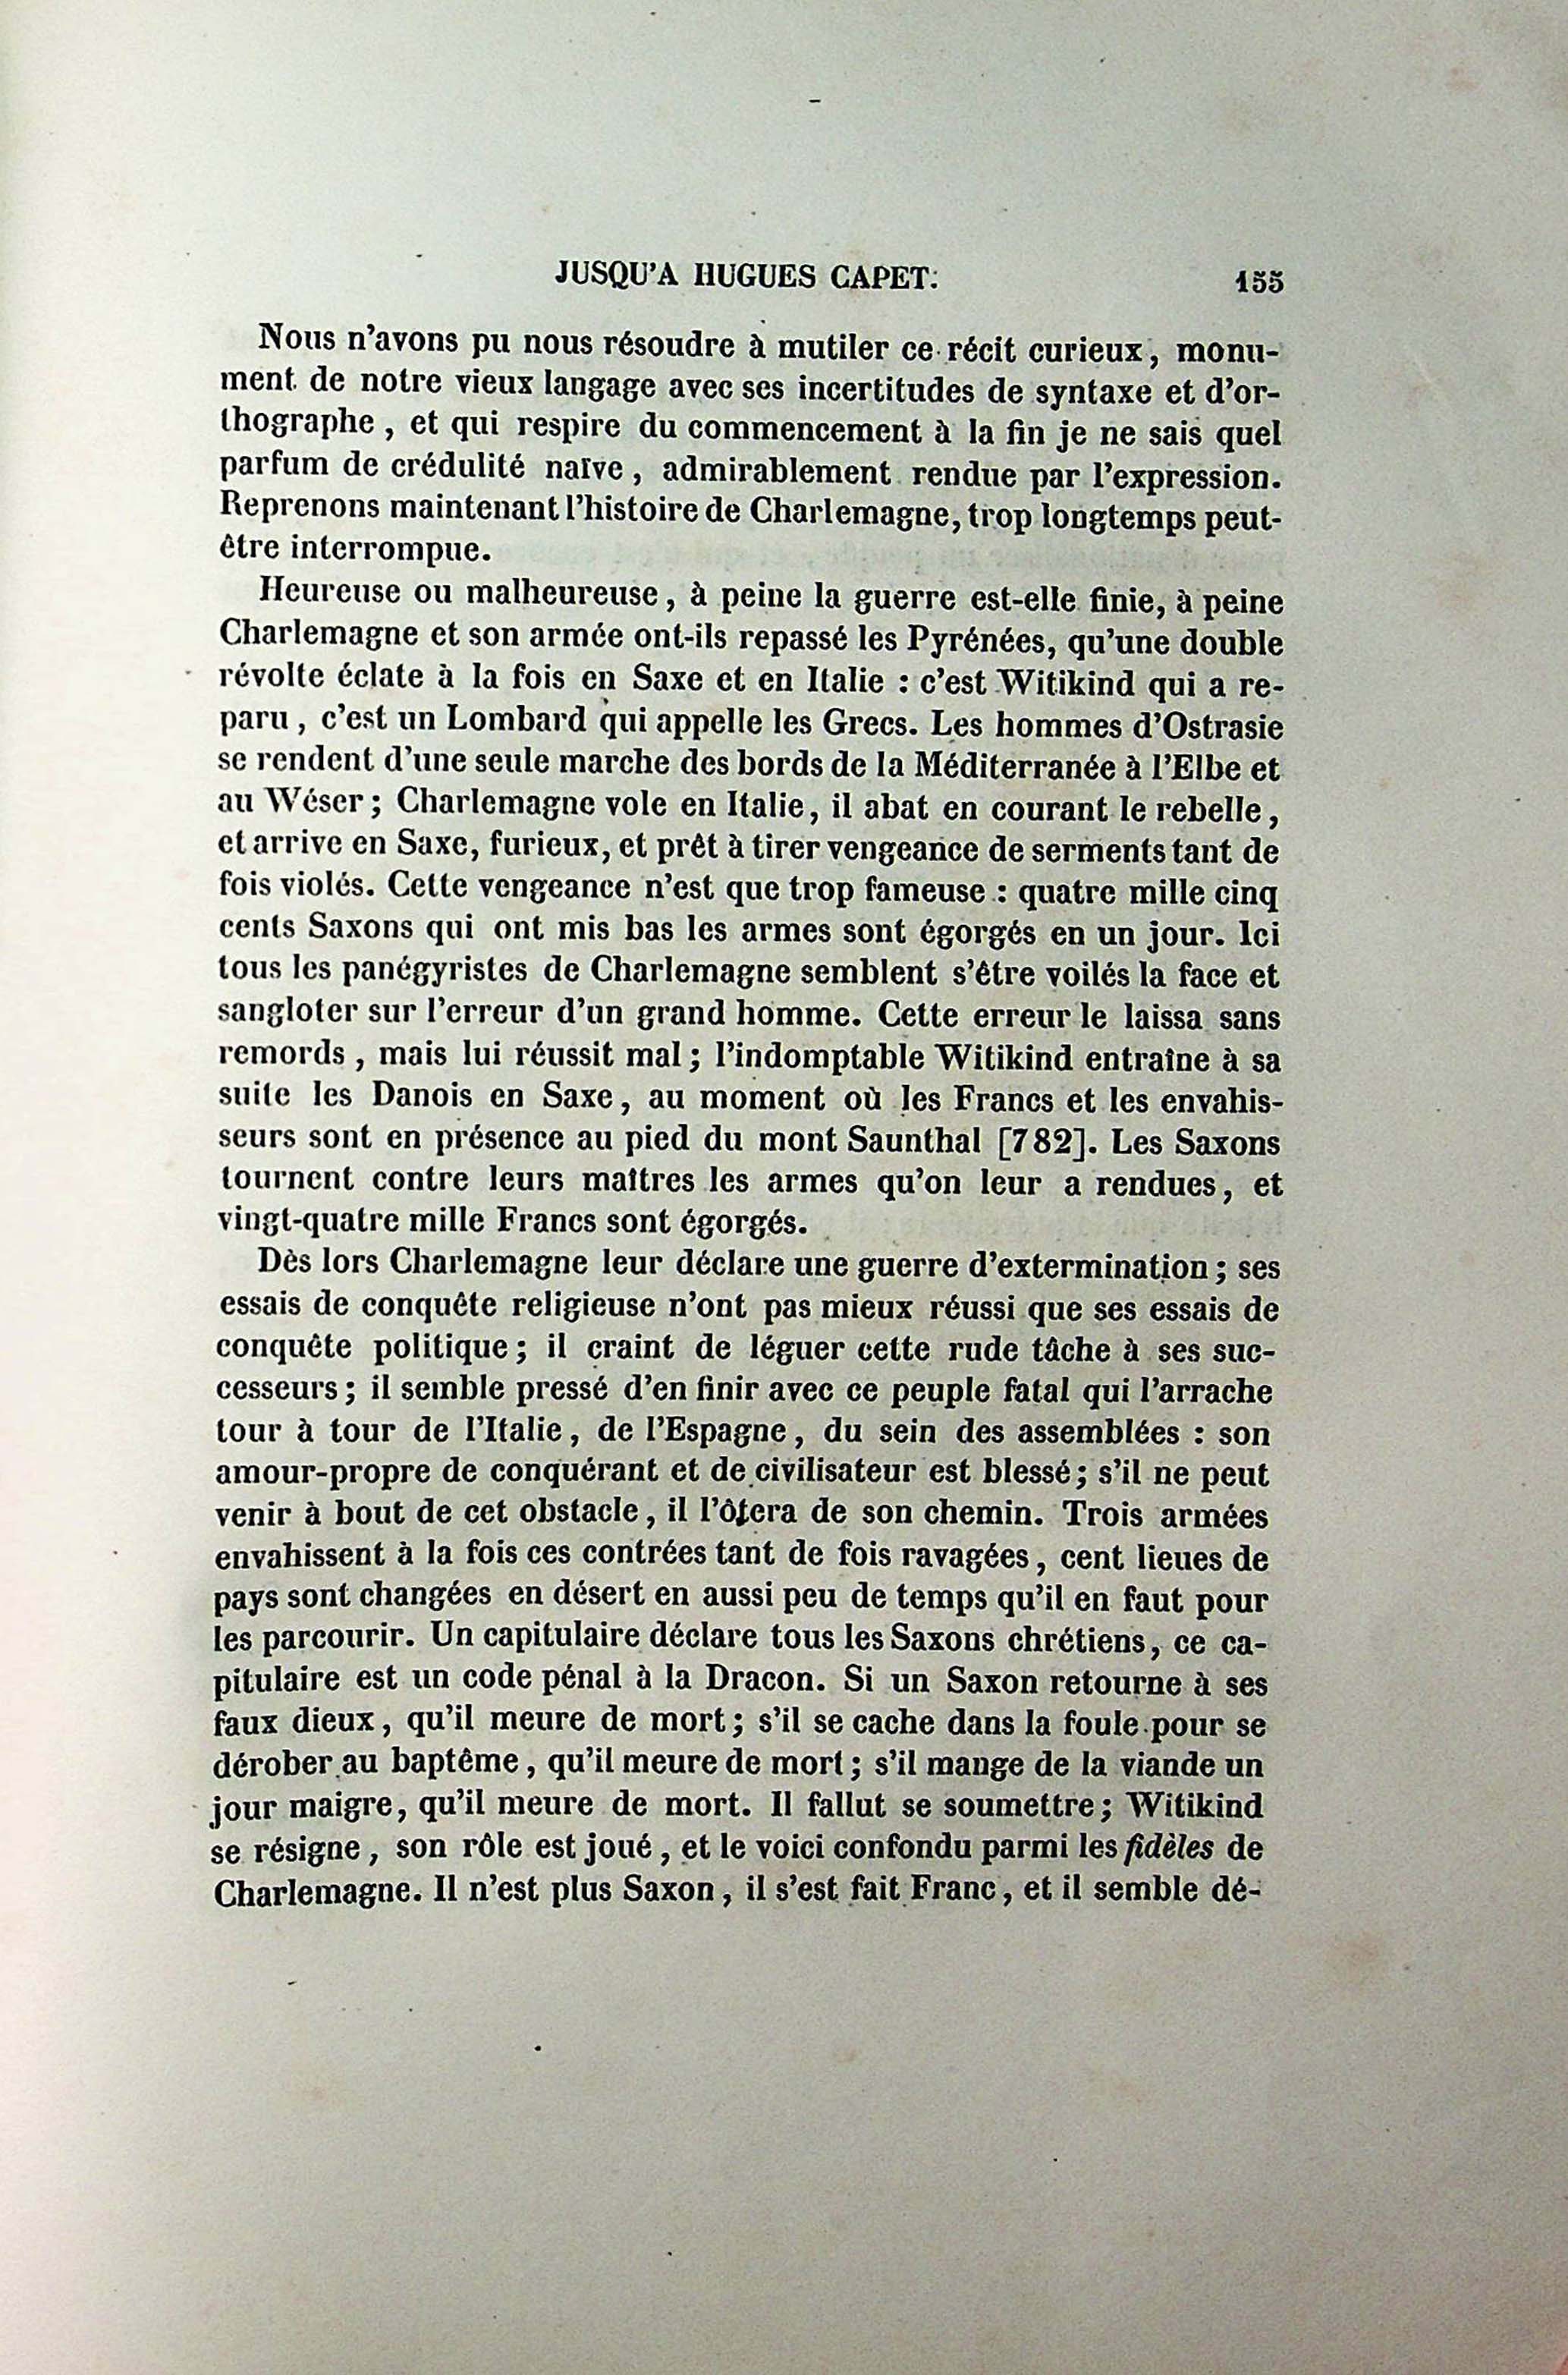 JUSQU'A HUGUES CAPET.
155
Nous n'avons pu nous résoudre à mutiler ce récit curieux, monu-
ment de notre vieux langage avec ses incertitudes de syntaxe et d'or-
thographe, et qui respire du commencement à la fin je ne sais quel
parfum de crédulité naïve, admirablement rendue par l'expression.
Reprenons maintenant l'histoire de Charlemagne, trop longtemps peut-
être interrompue.
Heureuse ou malheureuse, à peine la guerre est-elle finie, à peine
Charlemagne et son armée ont-ils repassé les Pyrénées, qu'une double
révolte éclate à la fois en Saxe et en Italie : c'est Witikind qui a re-
paru, c'est un Lombard qui appelle les Grecs. Les hommes d'Ostrasie
se rendent d'une seule marche des bords de la Méditerranée à l'Elbe et
au Wéser; Charlemagne vole en Italie, il abat en courant le rebelle,
et arrive en Saxe, furieux, et prêt à tirer vengeance de serments tant de
fois violés. Cette vengeance n'est que trop fameuse : quatre mille cinq
cents Saxons qui ont mis bas les armes sont égorgés en un jour. Ici
tous les panégyristes de Charlemagne semblent s'être voilés la face et
sangloter sur l'erreur d'un grand homme. Cette erreur le laissa sans
remords, mais lui réussit mal; l'indomptable Witikind entraîne à sa
suite les Danois en Saxe, au moment où les Francs et les envahis-
seurs sont en présence au pied du mont Saunthal [782]. Les Saxons
tournent contre leurs maîtres les armes qu'on leur a rendues, et
vingt-quatre mille Francs sont égorgés.
Dès lors Charlemagne leur déclare une guerre d'extermination; ses
essais de conquête religieuse n'ont pas mieux réussi que ses essais de
conquête politique; il craint de léguer cette rude tâche à ses suc-
cesseurs; il semble pressé d'en finir avec ce peuple fatal qui l'arrache
tour à tour de l'Italie, de l'Espagne, du sein des assemblées : son
amour-propre de conquérant et de civilisateur est blessé; s'il ne peut
venir à bout de cet obstacle, il l'ôtera de son chemin. Trois armées
envahissent à la fois ces contrées tant de fois ravagées, cent lieues de
pays sont changées en désert en aussi peu de temps qu'il en faut pour
les parcourir. Un capitulaire déclare tous les Saxons chrétiens, ce ca-
pitulaire est un code pénal à la Dracon. Si un Saxon retourne à ses
faux dieux, qu'il meure de mort; s'il se cache dans la foule pour se
dérober au baptême, qu'il meure de mort; s'il mange de la viande un
jour maigre, qu'il meure de mort. Il fallut se soumettre; Witikind
se résigne, son rôle est joué, et le voici confondu parmi les fidèles de
Charlemagne. Il n'est plus Saxon, il s'est fait Franc, et il semble dé-